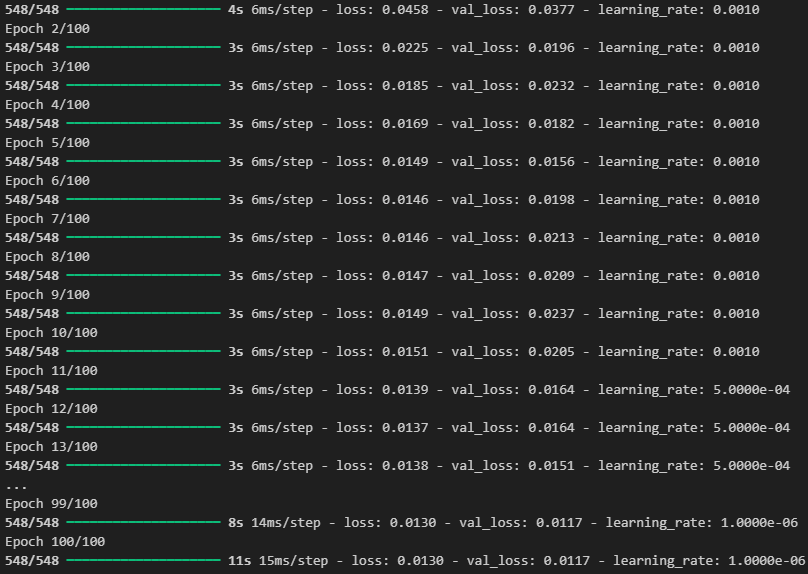 548/548 ━━━━━━━━━━━━━━━━━━━━ 4s 6ms/step - loss: 0.0458 - val_loss: 0.0377 - learning_rate: 0.0010
Epoch 2/100
548/548 ━━━━━━━━━━━━━━━━━━━━ 3s 6ms/step - loss: 0.0225 - val_loss: 0.0196 - learning_rate: 0.0010
Epoch 3/100
548/548 ━━━━━━━━━━━━━━━━━━━━ 3s 6ms/step - loss: 0.0185 - val_loss: 0.0232 - learning_rate: 0.0010
Epoch 4/100
548/548 ━━━━━━━━━━━━━━━━━━━━ 3s 6ms/step - loss: 0.0169 - val_loss: 0.0182 - learning_rate: 0.0010
Epoch 5/100
548/548 ━━━━━━━━━━━━━━━━━━━━ 3s 6ms/step - loss: 0.0149 - val_loss: 0.0156 - learning_rate: 0.0010
Epoch 6/100
548/548 ━━━━━━━━━━━━━━━━━━━━ 3s 6ms/step - loss: 0.0146 - val_loss: 0.0198 - learning_rate: 0.0010
Epoch 7/100
548/548 ━━━━━━━━━━━━━━━━━━━━ 3s 6ms/step - loss: 0.0146 - val_loss: 0.0213 - learning_rate: 0.0010
Epoch 8/100
548/548 ━━━━━━━━━━━━━━━━━━━━ 3s 6ms/step - loss: 0.0147 - val_loss: 0.0209 - learning_rate: 0.0010
Epoch 9/100
548/548 ━━━━━━━━━━━━━━━━━━━━ 3s 6ms/step - loss: 0.0149 - val_loss: 0.0237 - learning_rate: 0.0010
Epoch 10/100
548/548 ━━━━━━━━━━━━━━━━━━━━ 3s 6ms/step - loss: 0.0151 - val_loss: 0.0205 - learning_rate: 0.0010
Epoch 11/100
548/548 ━━━━━━━━━━━━━━━━━━━━ 3s 6ms/step - loss: 0.0139 - val_loss: 0.0164 - learning_rate: 5.0000e-04
Epoch 12/100
548/548 ━━━━━━━━━━━━━━━━━━━━ 3s 6ms/step - loss: 0.0137 - val_loss: 0.0164 - learning_rate: 5.0000e-04
Epoch 13/100
548/548 ━━━━━━━━━━━━━━━━━━━━ 3s 6ms/step - loss: 0.0138 - val_loss: 0.0151 - learning_rate: 5.0000e-04
...
Epoch 99/100
548/548 ━━━━━━━━━━━━━━━━━━━━ 8s 14ms/step - loss: 0.0130 - val_loss: 0.0117 - learning_rate: 1.0000e-06
Epoch 100/100
548/548 ━━━━━━━━━━━━━━━━━━━━ 11s 15ms/step - loss: 0.0130 - val_loss: 0.0117 - learning_rate: 1.0000e-06